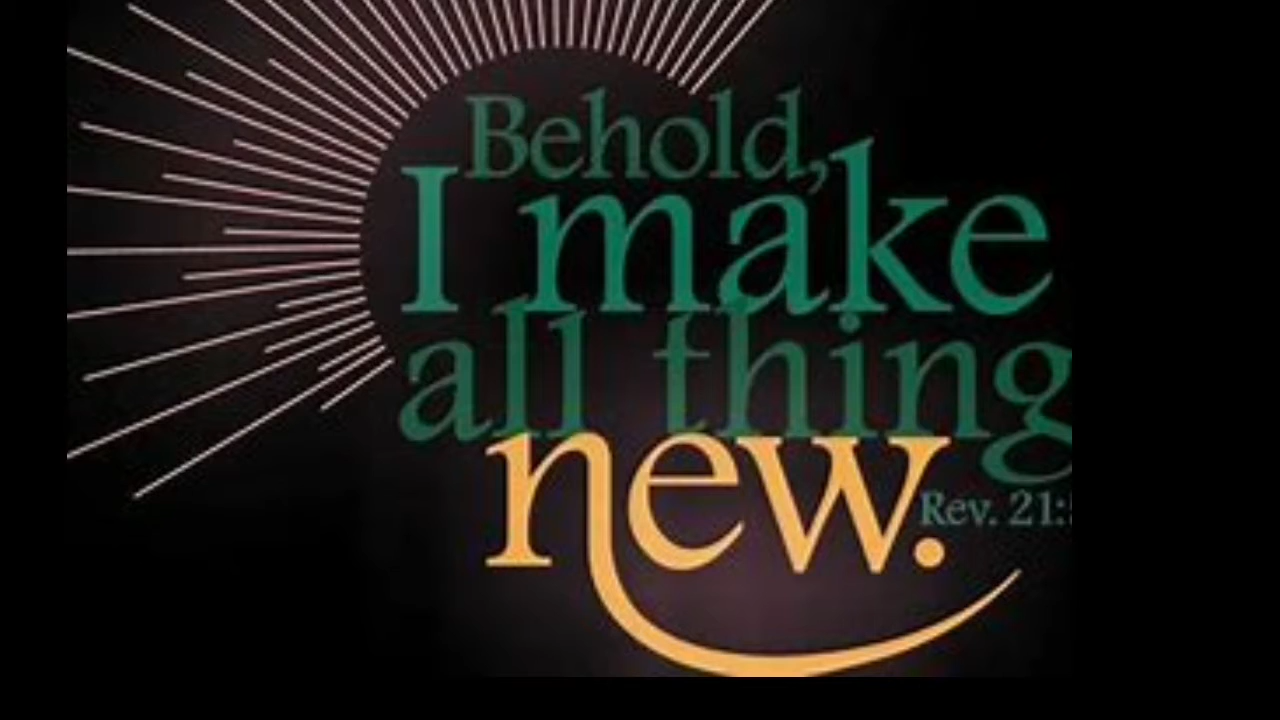 Behold,
I make
all thing
new.
Rev. 21: